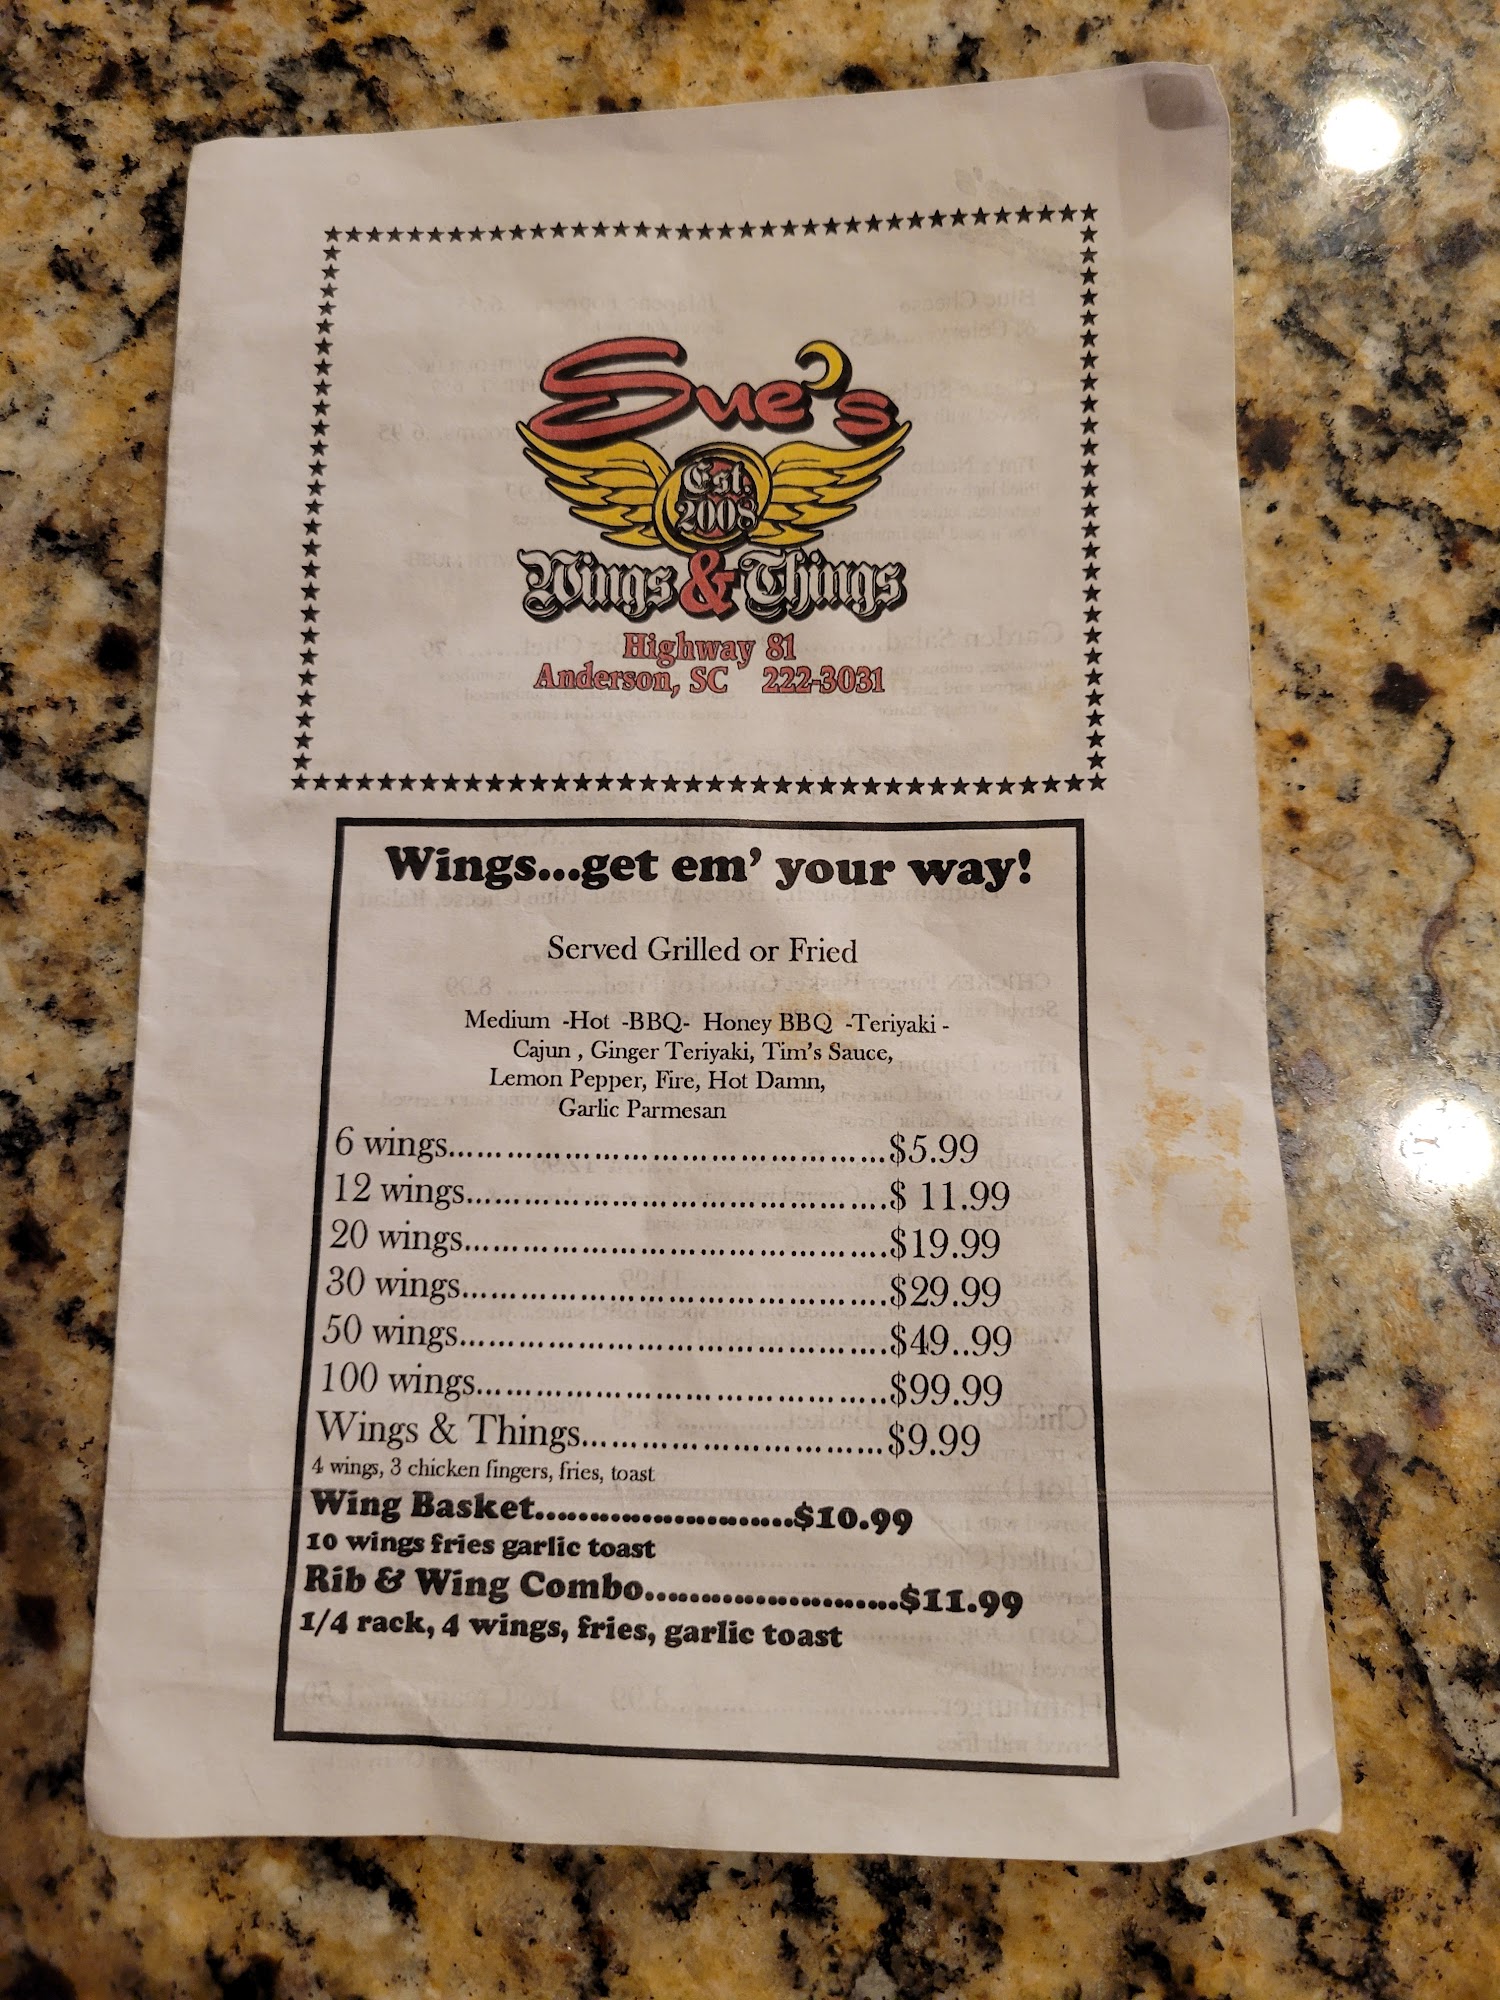 Sue's
Est.
2008
Wings & Things
Highway 81
Anderson, SC 222-3031
Wings...get em' your way!
Served Grilled or Fried
Medium -Hot -BBQ- Honey BBQ -Teriyaki -
Cajun , Ginger Teriyaki, Tim's Sauce,
Lemon Pepper, Fire, Hot Damn,
Garlic Parmesan
6 wings..........................................$5.99
12 wings........................................$ 11.99
20 wings........................................$19.99
30 wings........................................$29.99
50 wings........................................$49..99
100 wings.......................................$99.99
Wings & Things.............................$9.99
4 wings, 3 chicken fingers, fries, toast
Wing Basket............................$10.99
10 wings fries garlic toast
Rib & Wing Combo...........................$11.99
1/4 rack, 4 wings, fries, garlic toast